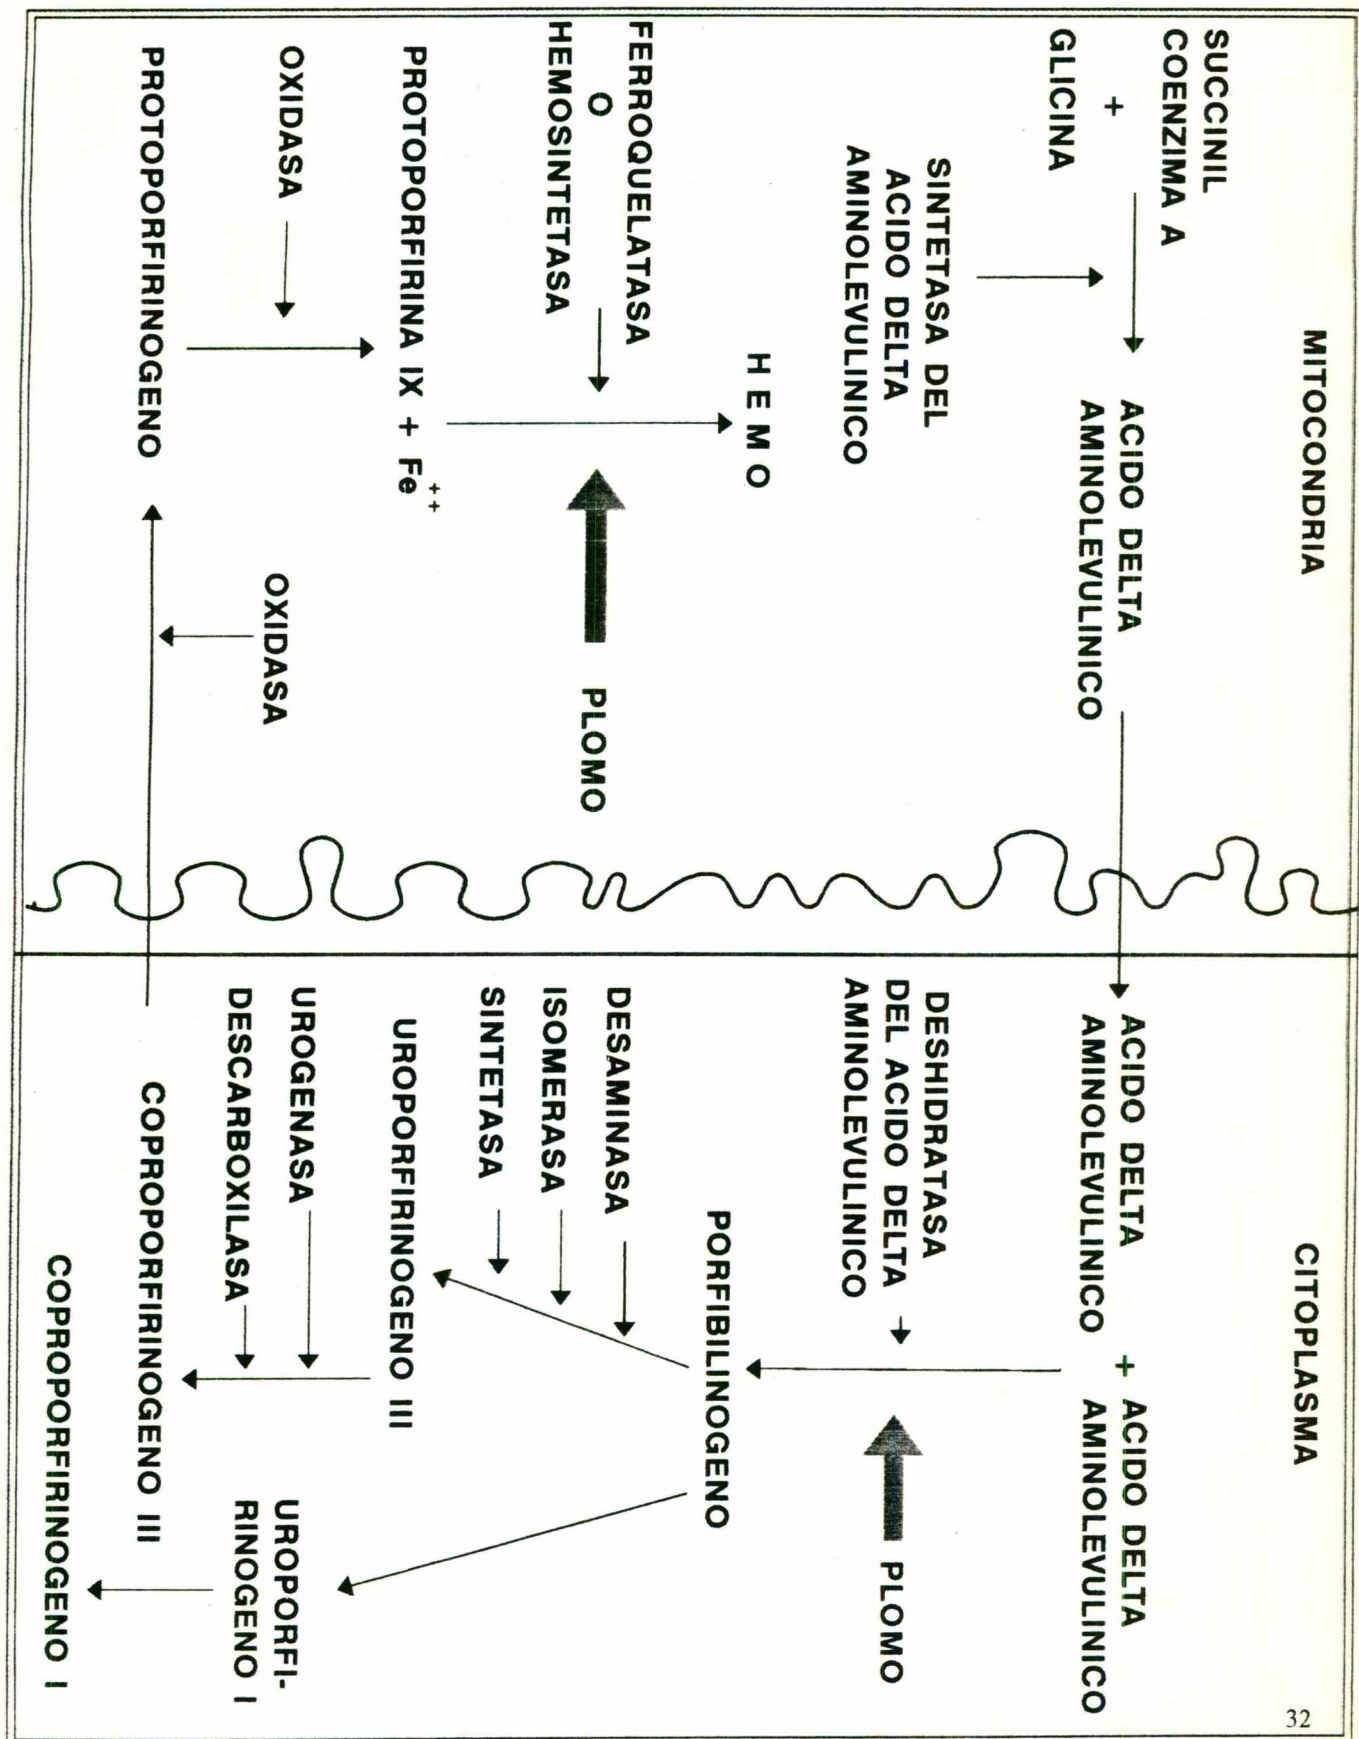 MITOCONDRIA
SUCCINIL
COENZIMA A
+
GLICINA
ACIDO DELTA
AMINOLEVULINICO
SINTETASA DEL
ACIDO DELTA
AMINOLEVULINICO
H E M O
FERROQUELATASA
O
HEMOSINTETASA
PLOMO
PROTOPORFIRINA IX + Fe++
OXIDASA
OXIDASA
PROTOPORFIRINOGENO
CITOPLASMA
ACIDO DELTA
AMINOLEVULINICO
+
ACIDO DELTA
AMINOLEVULINICO
DESHIDRATASA
DEL ACIDO DELTA
AMINOLEVULINICO
PLOMO
PORFIBILINOGENO
DESAMINASA
ISOMERASA
SINTETASA
UROPORFIRINOGENO III
UROGENASA
DESCARBOXILASA
UROPORFI-
RINOGENO I
COPROPORFIRINOGENO III
COPROPORFIRINOGENO I
32